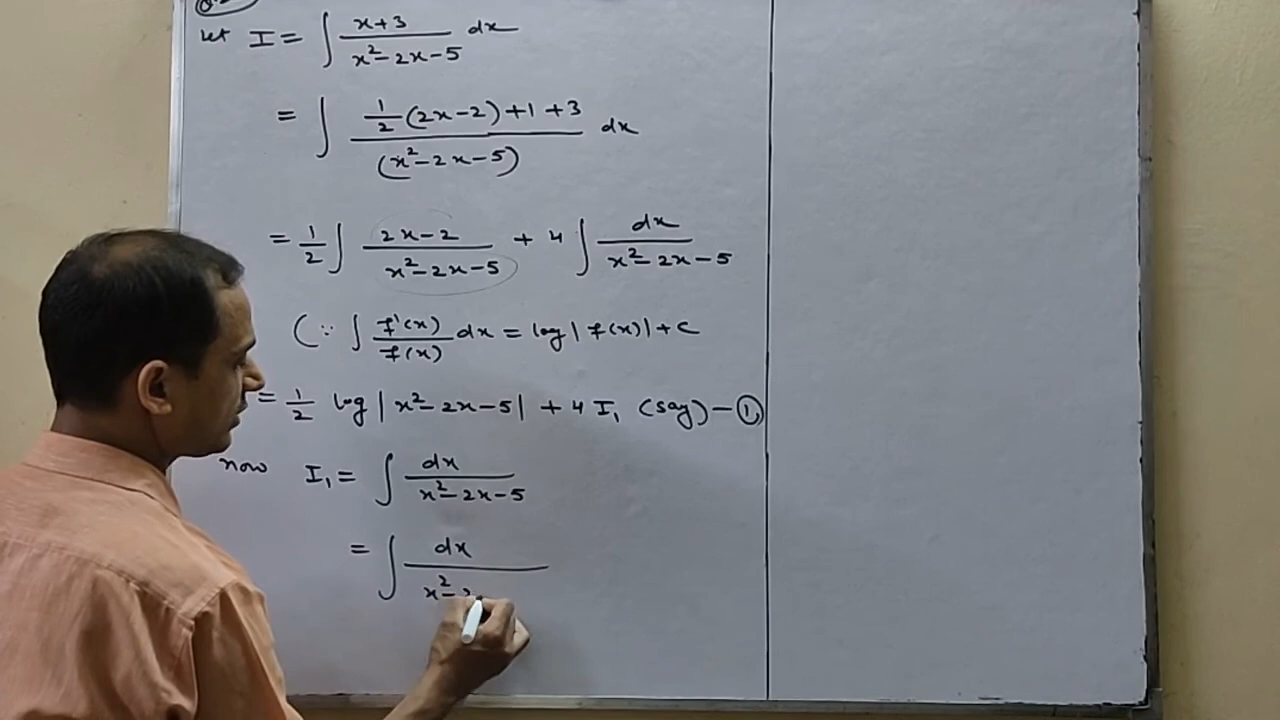 Let I = ∫ (x+3)/(x²-2x-5) dx
= ∫ (1/2(2x-2)+1+3)/((x²-2x-5)) dx
= 1/2 ∫ (2x-2)/(x²-2x-5) + 4 ∫ dx/(x²-2x-5)
(∵ ∫ f'(x)/f(x) dx = log|f(x)|+c
= 1/2 log|x²-2x-5| + 4 I₁ (say) - ①
now I₁ = ∫ dx/(x²-2x-5)
= ∫ dx/(x²-